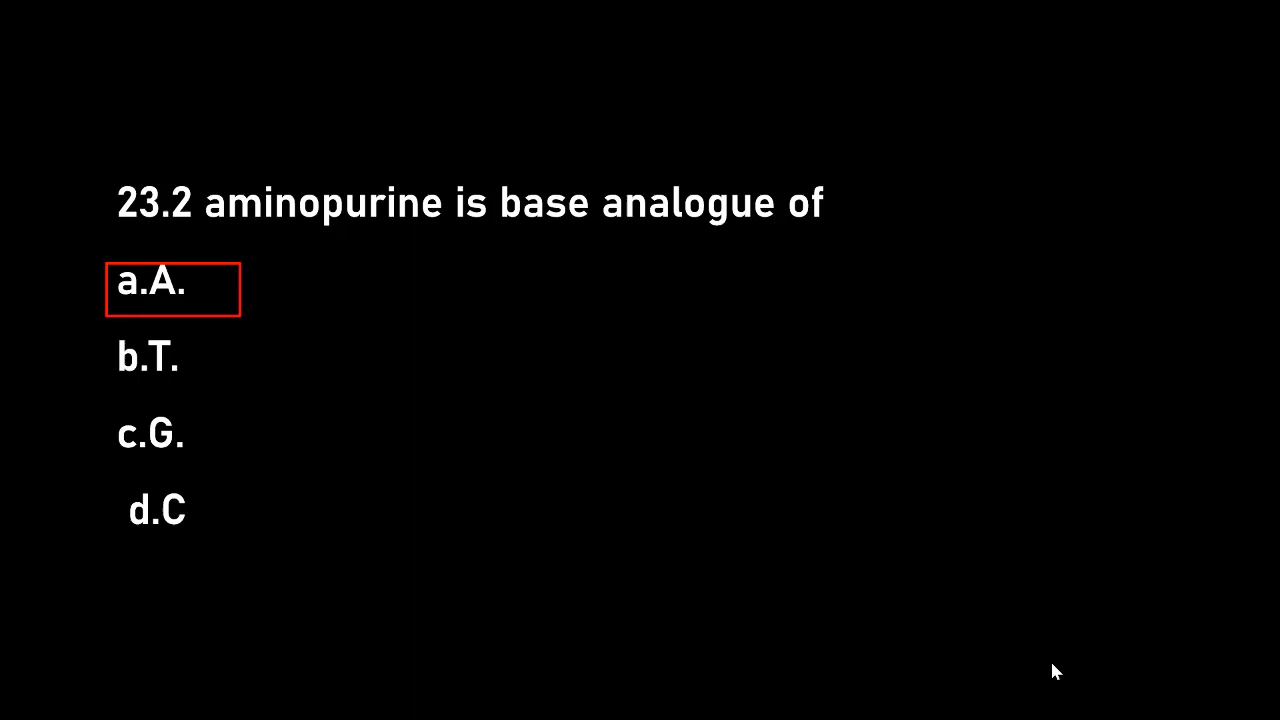 23.2 aminopurine is base analogue of
a.A.
b.T.
c.G.
d.C